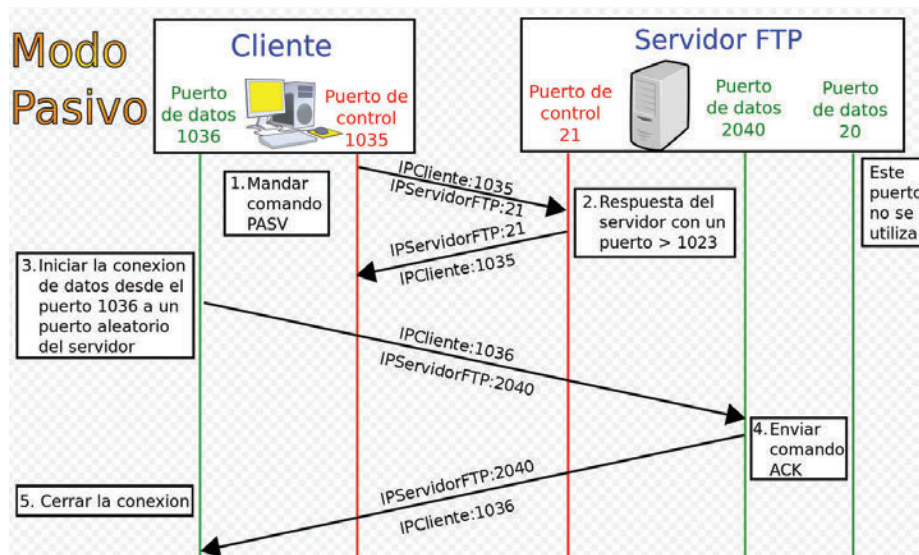 Modo
Pasivo
Cliente
Puerto
de datos
1036
Puerto de
control
1035
Servidor FTP
Puerto de
control
21
Puerto
de datos
2040
Puerto
de datos
20
1. Mandar
comando
PASV
IPCliente:1035
IPServidorFTP:21
2. Respuesta del
servidor con un
puerto > 1023
Este
puerto
no se
utiliza
IPServidorFTP:21
IPCliente:1035
3. Iniciar la conexion
de datos desde el
puerto 1036 a un
puerto aleatorio
del servidor
IPCliente:1036
IPServidorFTP:2040
4. Enviar
comando
ACK
IPServidorFTP:2040
IPCliente:1036
5. Cerrar la conexion